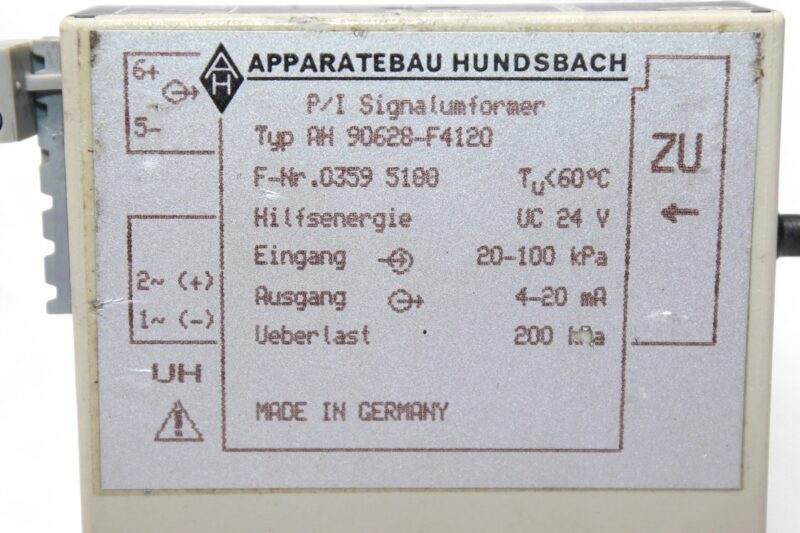 APPARATEBAU HUNDSBACH
AH
6+
5-
P/I Signalumformer
Typ AH 90628-F4120
F-Nr.0359 5188 Tu<60°C
Hilfsenergie UC 24 V
Eingang 20-100 kPa
Ausgang 4-20 mA
Ueberlast 200 kPa
MADE IN GERMANY
2~ (+)
1~ (-)
UH
ZU